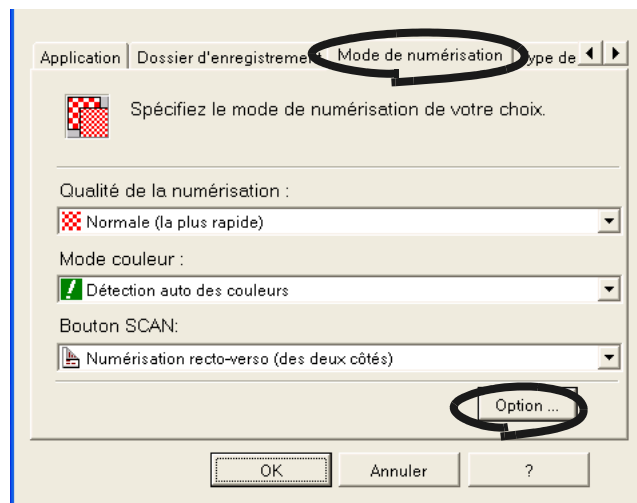 Application Dossier d'enregistrement Mode de numérisation Type de
Spécifiez le mode de numérisation de votre choix.
Qualité de la numérisation :
Normale (la plus rapide)
Mode couleur :
Détection auto des couleurs
Bouton SCAN:
Numérisation recto-verso (des deux côtés)
Option ...
OK Annuler ?